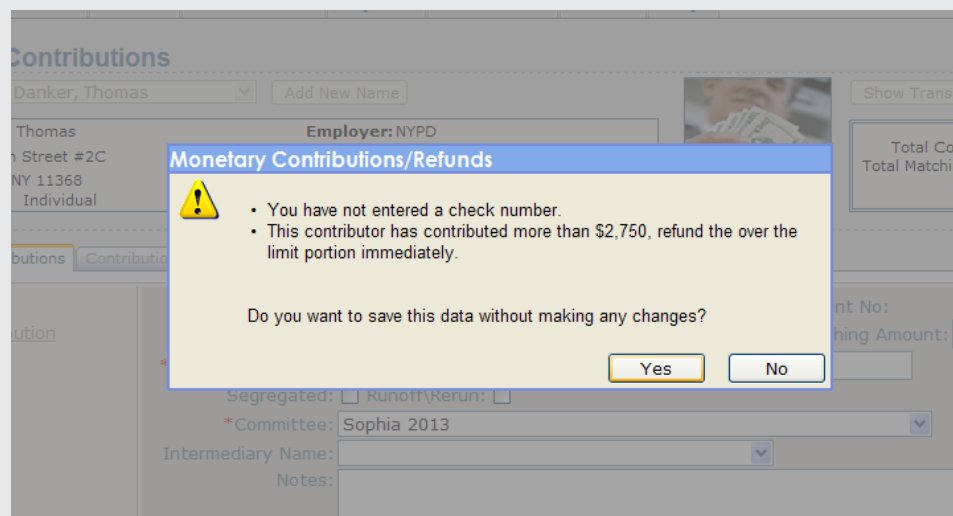 Contributions
Danker, Thomas
Add New Name
Show Trans
Thomas
Employer: NYPD
Street #2C
NY 11368
Individual
Total Co
Total Matchi
Monetary Contributions/Refunds
• You have not entered a check number.
• This contributor has contributed more than $2,750, refund the over the
limit portion immediately.
Do you want to save this data without making any changes?
Yes No
butions Contributio
nt No:
ution
hing Amount:
*
Segregated: Runoff\Rerun:
*Committee: Sophia 2013
Intermediary Name:
Notes: